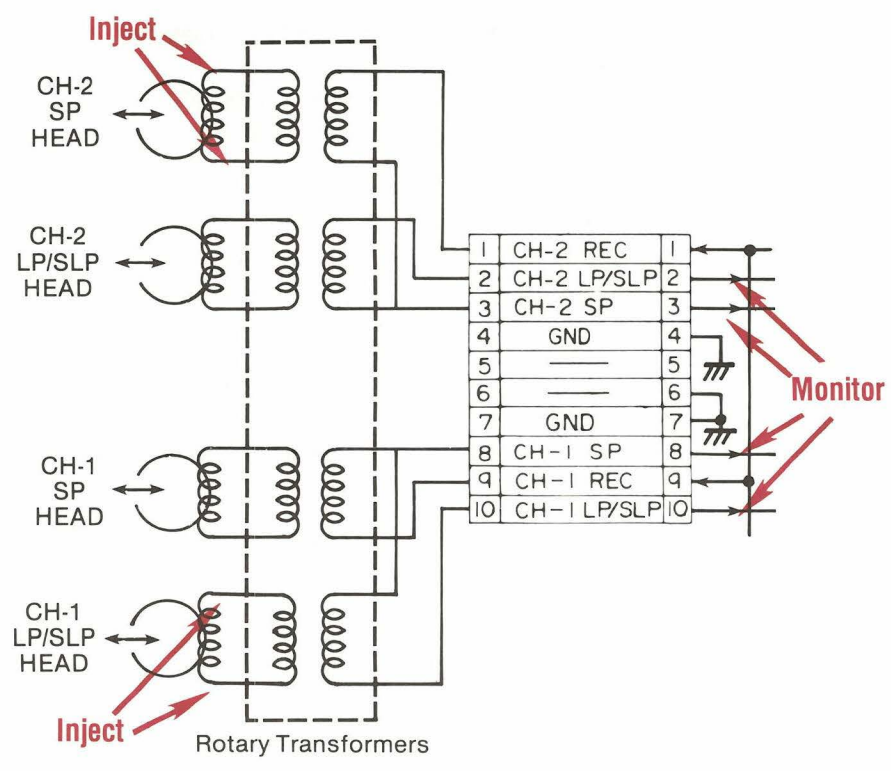 Inject
CH-2
SP
HEAD
CH-2
LP/SLP
HEAD
1 CH-2 REC 1
2 CH-2 LP/SLP 2
3 CH-2 SP 3
4 GND 4
5 — 5
6 — 6
7 GND 7
8 CH-1 SP 8
9 CH-1 REC 9
10 CH-1 LP/SLP 10
Monitor
CH-1
SP
HEAD
CH-1
LP/SLP
HEAD
Inject
Rotary Transformers